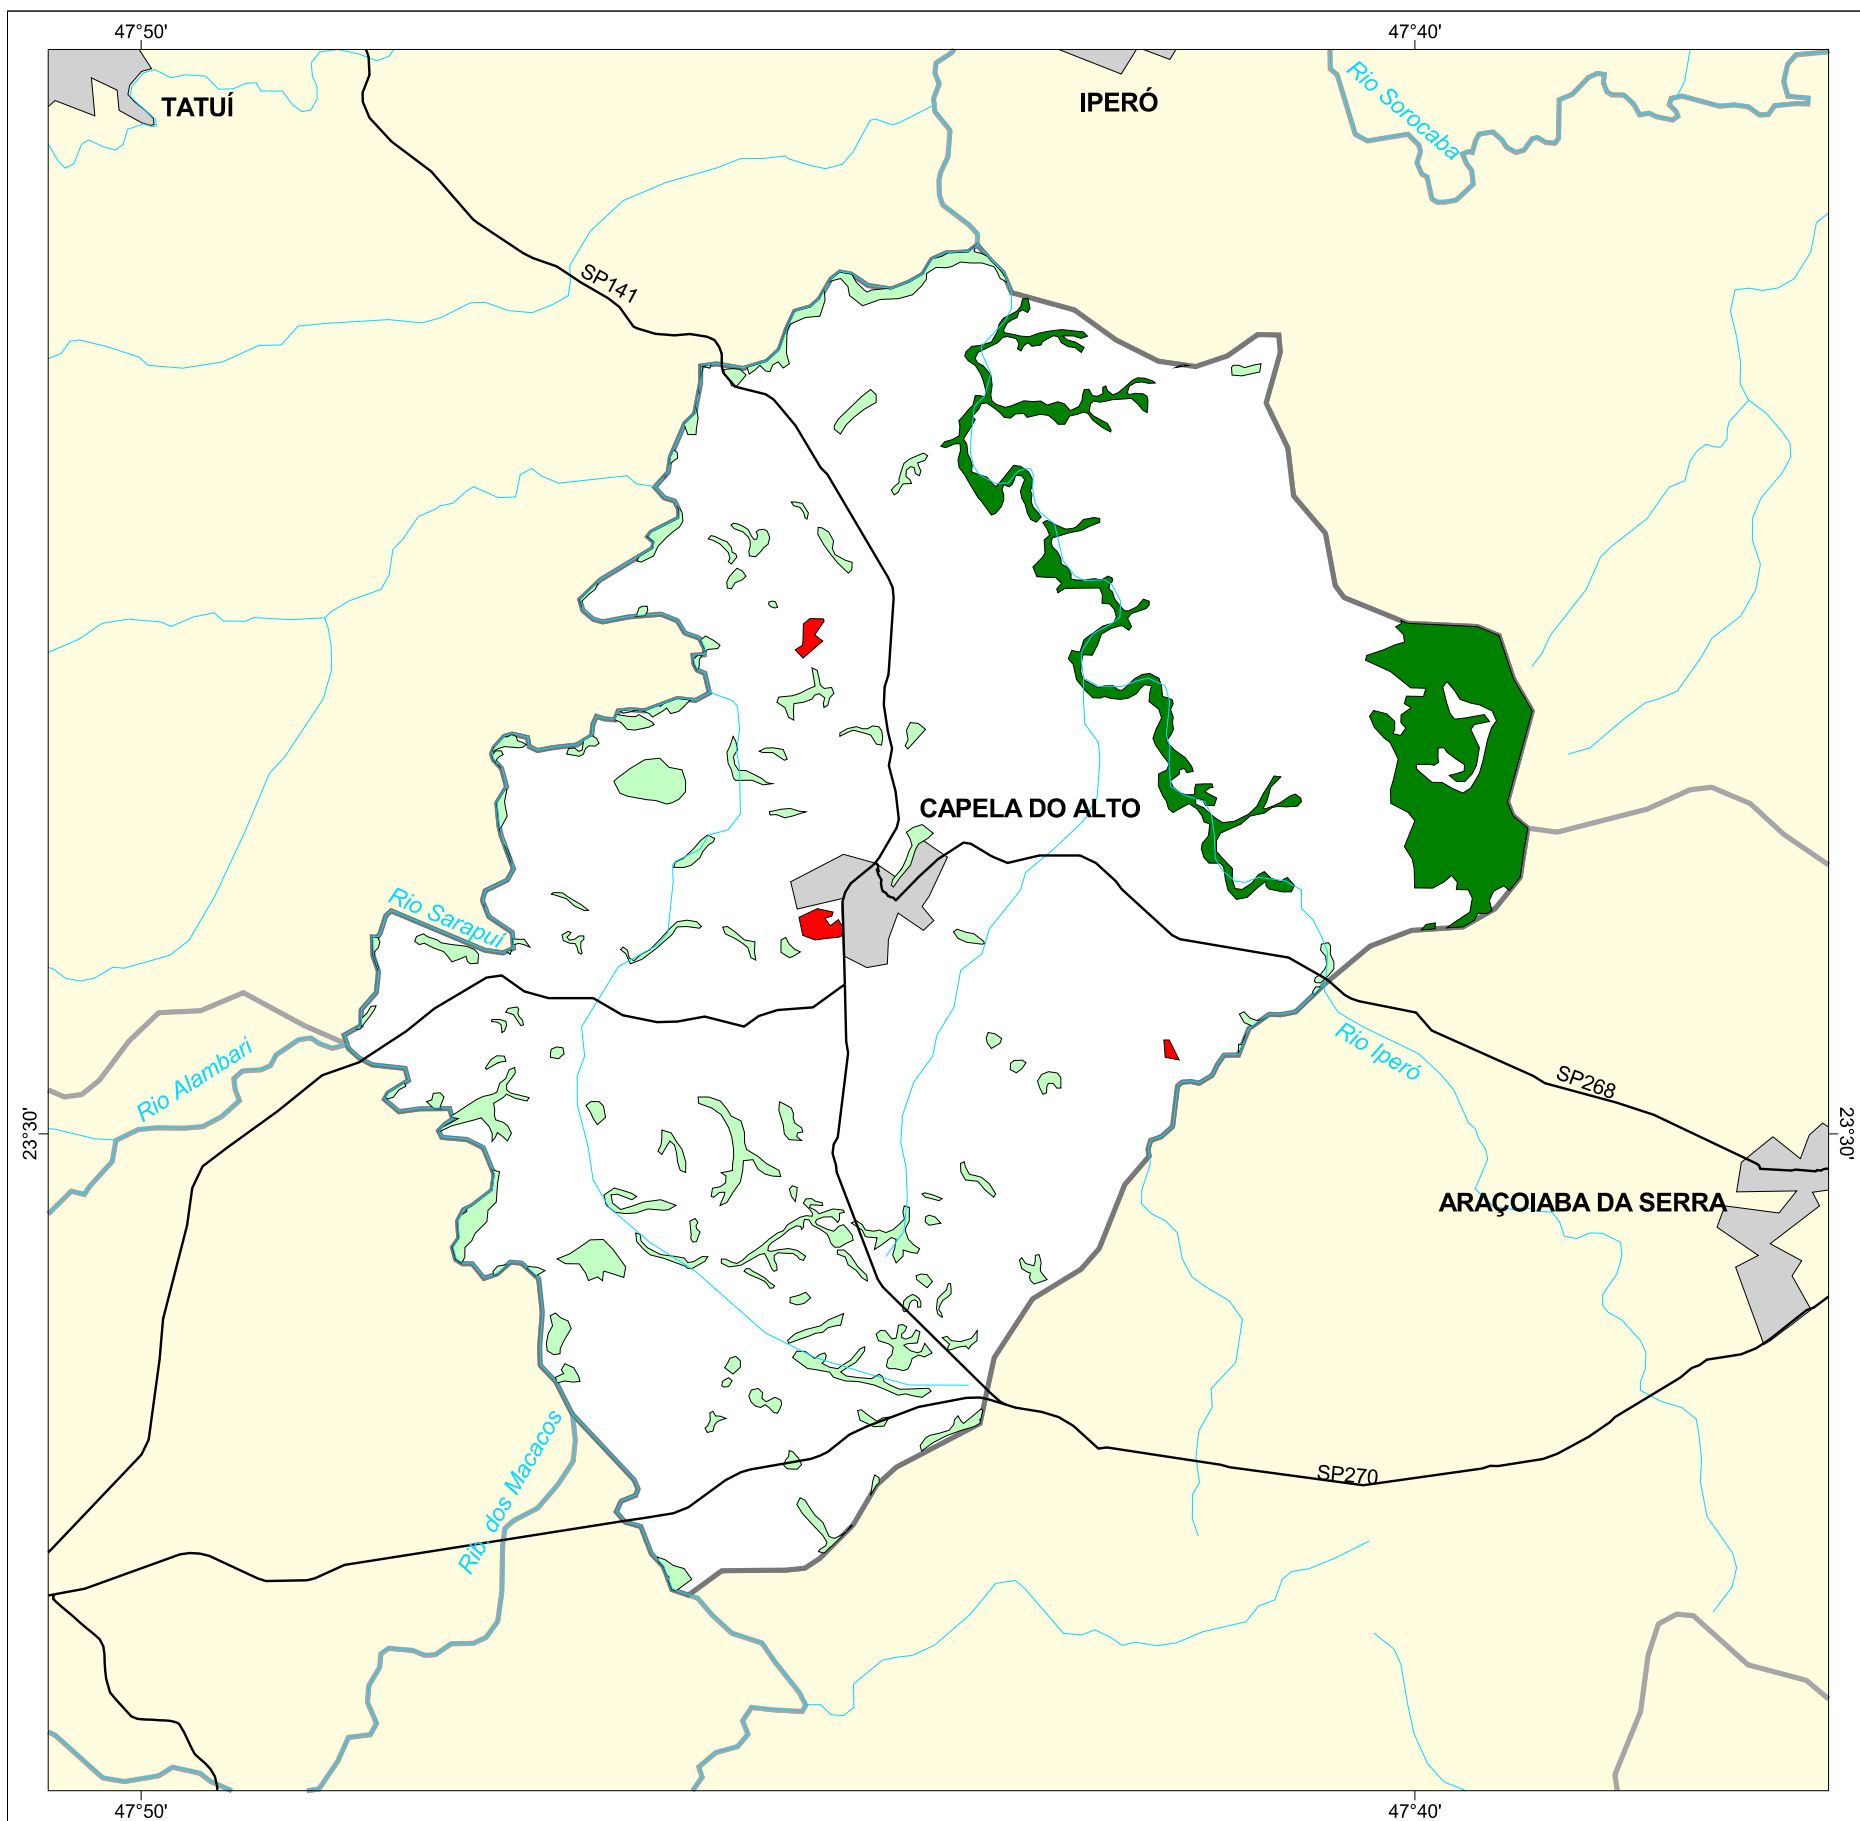 47°50'
47°40'
TATUÍ
IPERÓ
Rio Sorocaba
SP141
CAPELA DO ALTO
Rio Sarapuí
Rio Alambari
Rio Iperó
SP268
23°30'
23°30'
ARAÇOIABA DA SERRA
Rib. dos Macacos
SP270
47°50'
47°40'